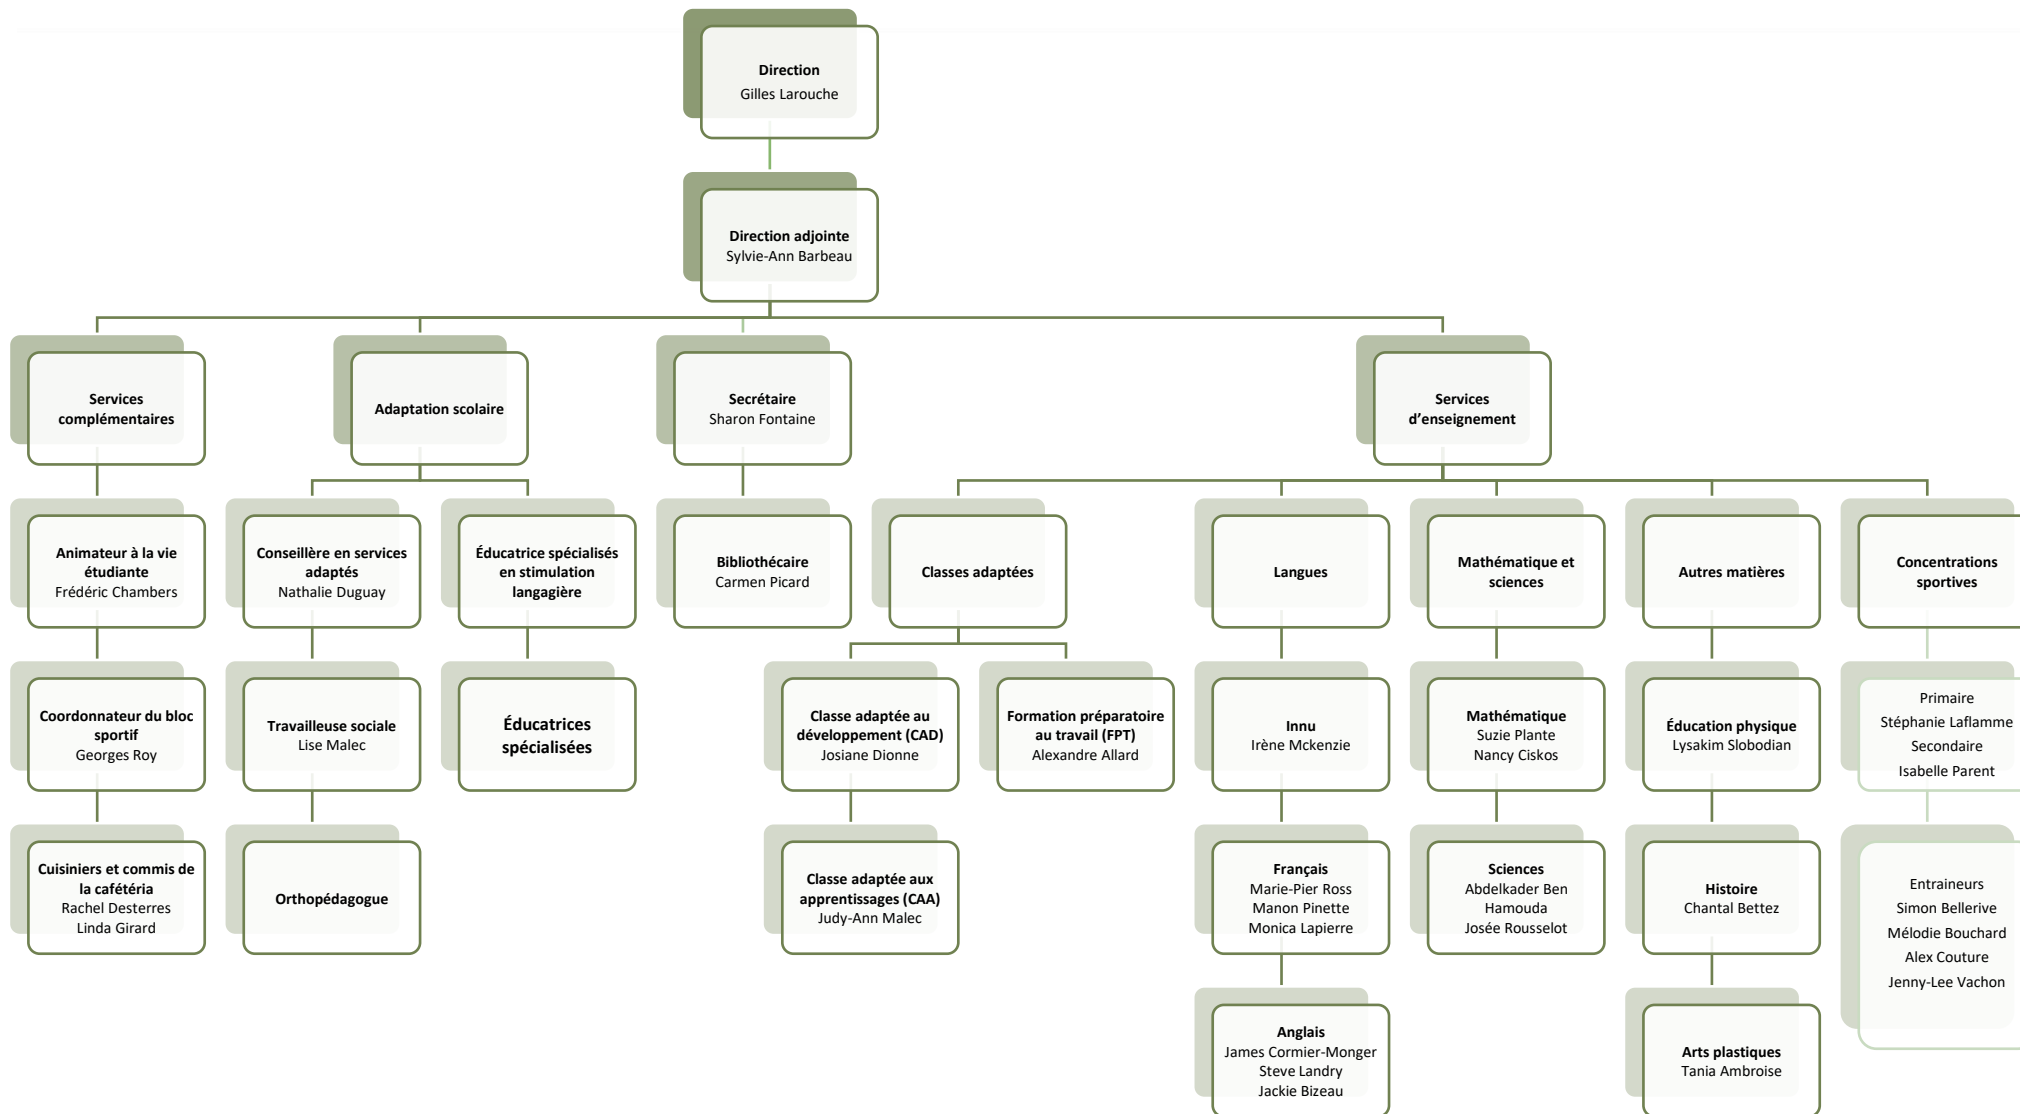 Direction
Gilles Larouche
Direction adjointe
Sylvie-Ann Barbeau
Services
complémentaires
Adaptation scolaire
Secrétaire
Sharon Fontaine
Services
d’enseignement
Animateur à la vie
étudiante
Frédéric Chambers
Conseillère en services
adaptés
Nathalie Duguay
Éducatrice spécialisés
en stimulation
langagière
Bibliothécaire
Carmen Picard
Classes adaptées
Langues
Mathématique et
sciences
Autres matières
Concentrations
sportives
Coordonnateur du bloc
sportif
Georges Roy
Travailleuse sociale
Lise Malec
Éducatrices
spécialisées
Classe adaptée au
développement (CAD)
Josiane Dionne
Formation préparatoire
au travail (FPT)
Alexandre Allard
Innu
Irène Mckenzie
Mathématique
Suzie Plante
Nancy Ciskos
Éducation physique
Lysakim Slobodian
Primaire
Stéphanie Laflamme
Secondaire
Isabelle Parent
Cuisiniers et commis de
la cafétéria
Rachel Desterres
Linda Girard
Orthopédagogue
Classe adaptée aux
apprentissages (CAA)
Judy-Ann Malec
Français
Marie-Pier Ross
Manon Pinette
Monica Lapierre
Sciences
Abdelkader Ben
Hamouda
Josée Rousselot
Histoire
Chantal Bettez
Entraineurs
Simon Bellerive
Mélodie Bouchard
Alex Couture
Jenny-Lee Vachon
Anglais
James Cormier-Monger
Steve Landry
Jackie Bizeau
Arts plastiques
Tania Ambroise